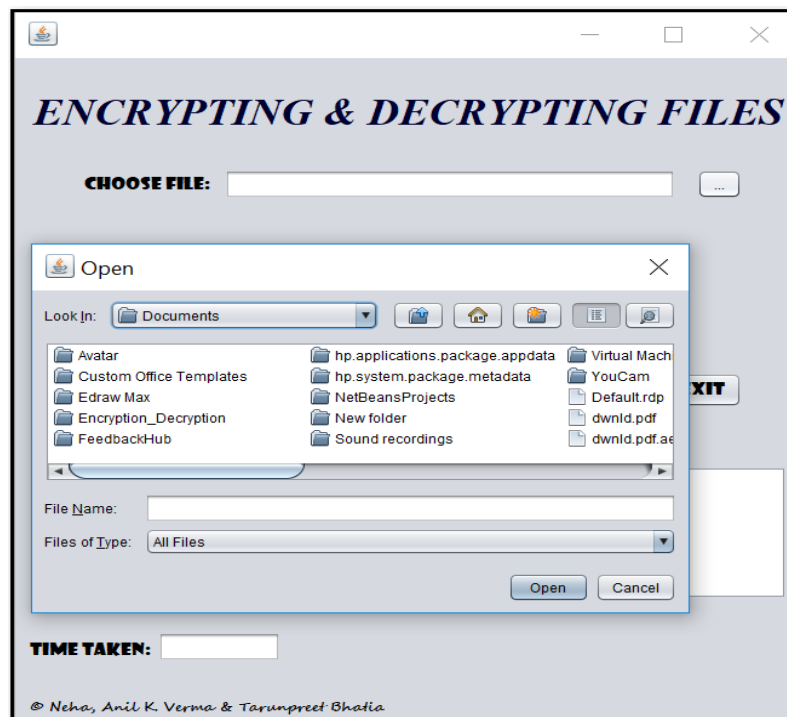 ENCRYPTING & DECRYPTING FILES
CHOOSE FILE:
...
Open
Look In: Documents
Avatar hp.applications.package.appdata Virtual Machi
Custom Office Templates hp.system.package.metadata YouCam
Edraw Max NetBeansProjects Default.rdp
Encryption_Decryption New folder dwnld.pdf
FeedbackHub Sound recordings dwnld.pdf.ae
XIT
File Name:
Files of Type: All Files
Open Cancel
TIME TAKEN:
© Neha, Anil K. Verma & Tarunpreet Bhatia